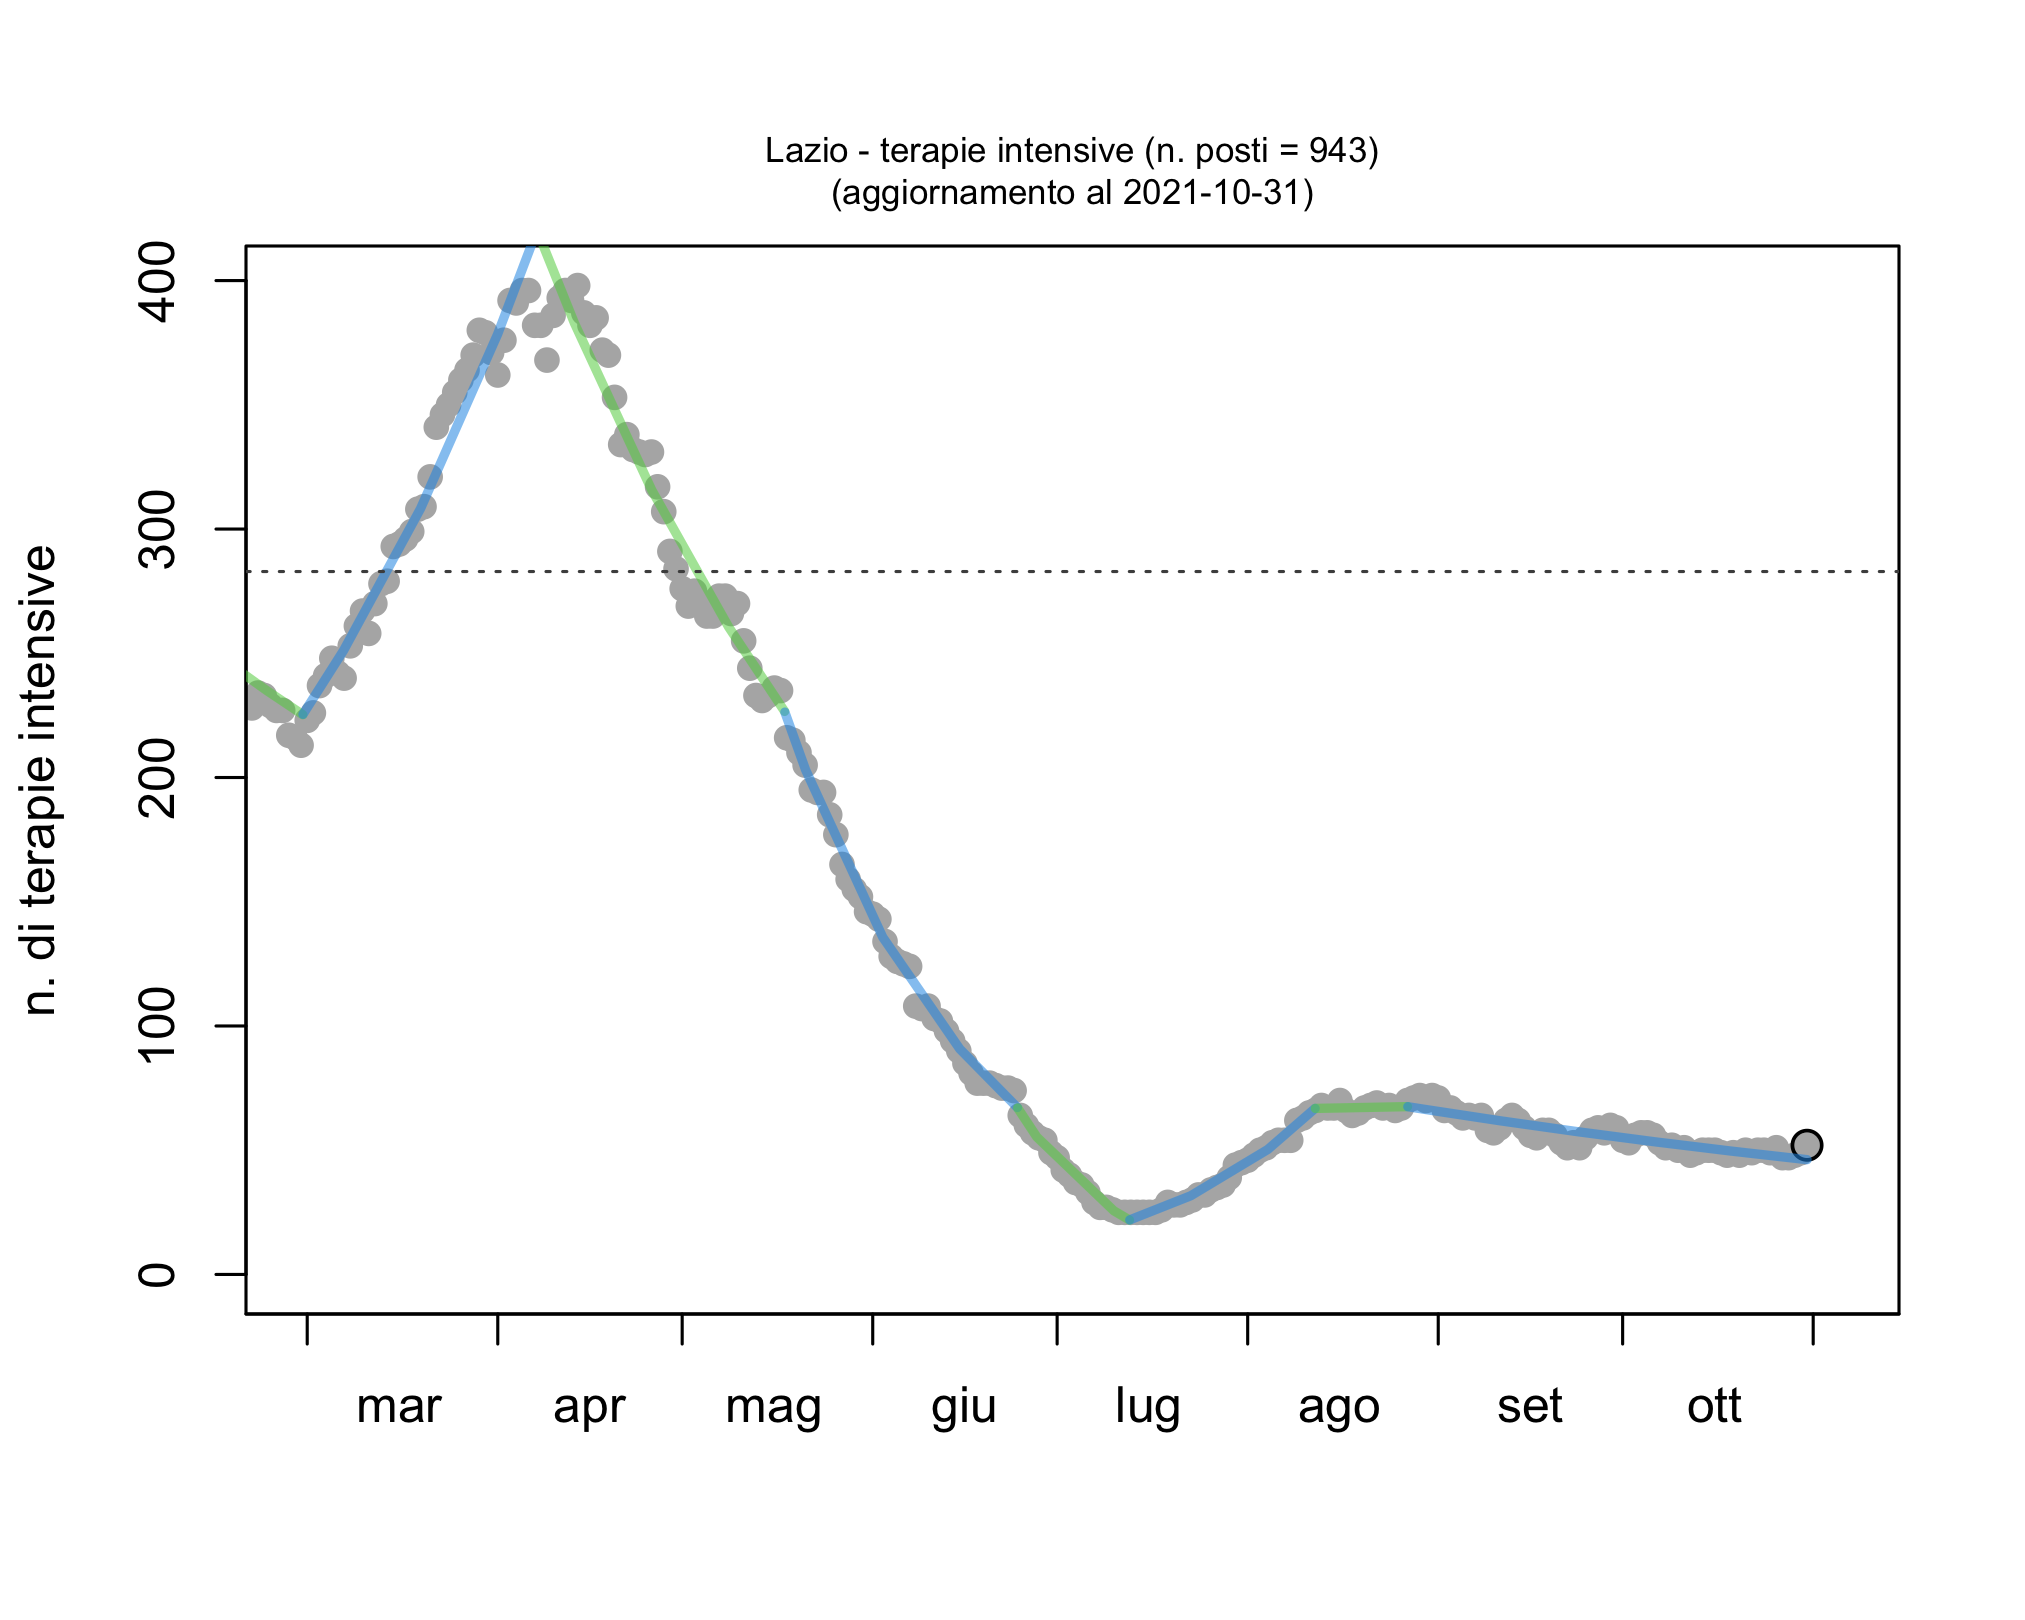 Lazio - terapie intensive (n. posti = 943)
(aggiornamento al 2021-10-31)
n. di terapie intensive
400
300
200
100
0
mar apr mag giu lug ago set ott